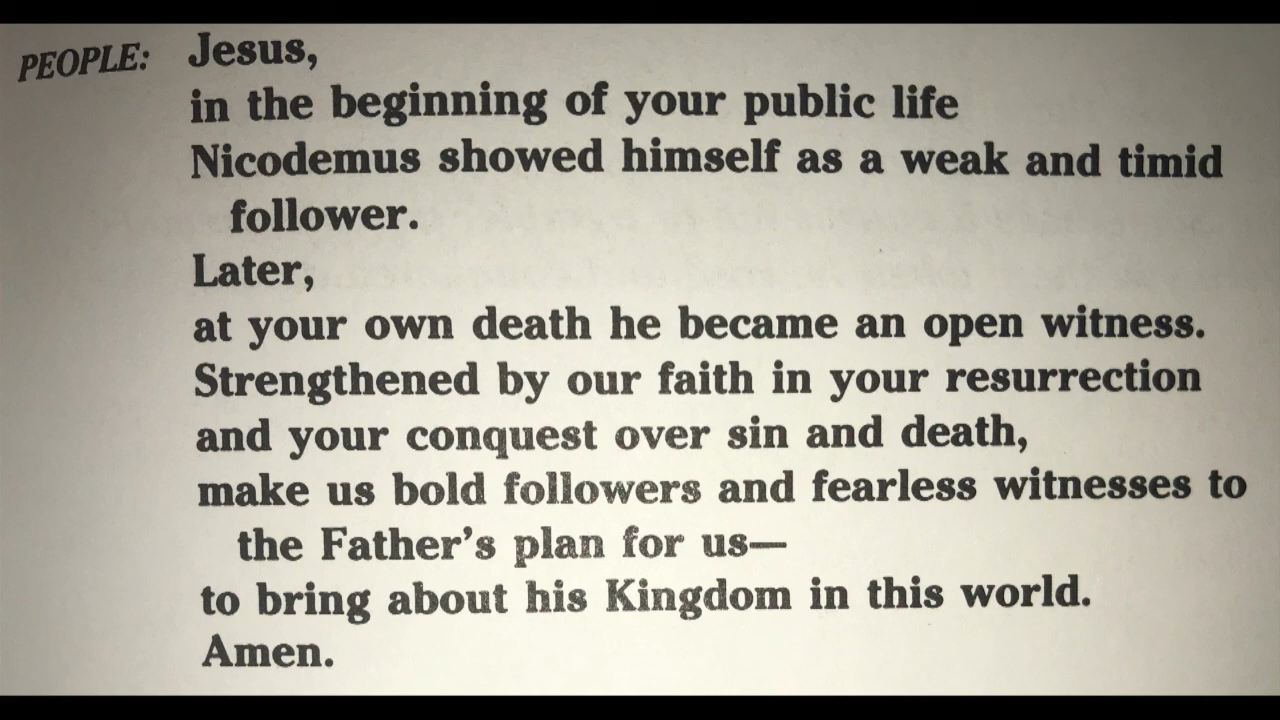 PEOPLE: Jesus,
in the beginning of your public life
Nicodemus showed himself as a weak and timid
follower.
Later,
at your own death he became an open witness.
Strengthened by our faith in your resurrection
and your conquest over sin and death,
make us bold followers and fearless witnesses to
the Father's plan for us—
to bring about his Kingdom in this world.
Amen.